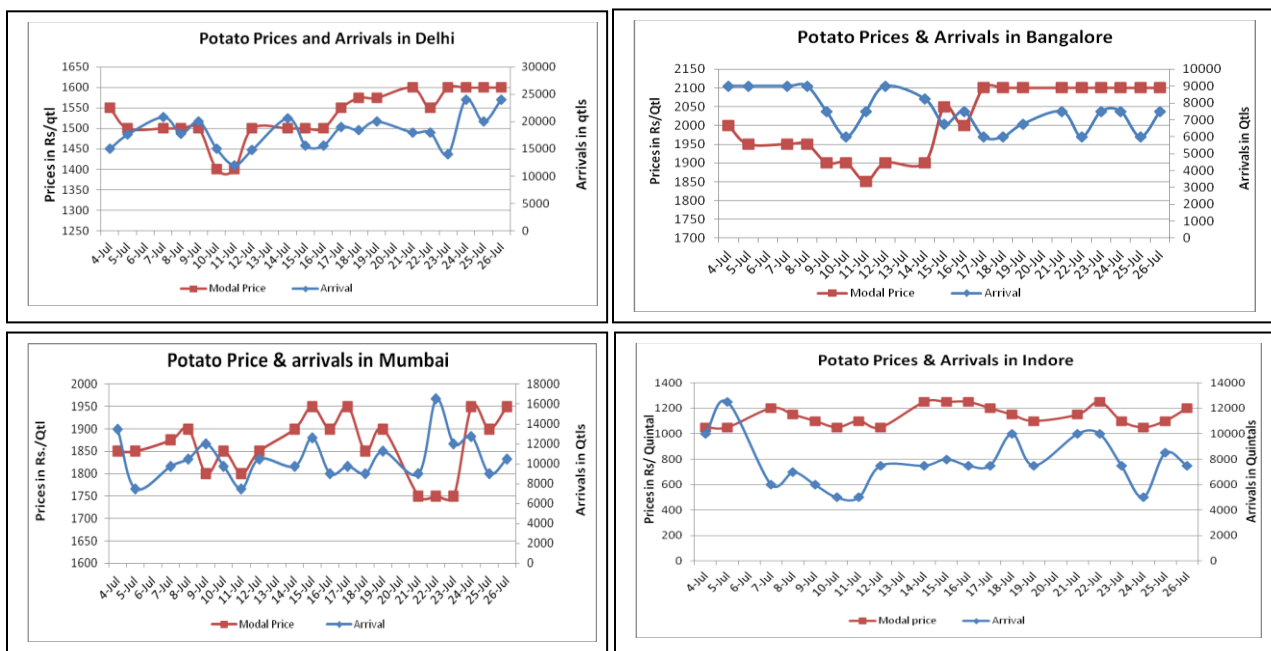 Potato Prices and Arrivals in Delhi
Prices in Rs/qtl
1650
1600
1550
1500
1450
1400
1350
1300
1250
30000
25000
20000
15000
10000
5000
0
Arrivals in qtls
4-Jul
5-Jul
6-Jul
7-Jul
8-Jul
9-Jul
10-Jul
11-Jul
12-Jul
13-Jul
14-Jul
15-Jul
16-Jul
17-Jul
18-Jul
19-Jul
20-Jul
21-Jul
22-Jul
23-Jul
24-Jul
25-Jul
26-Jul
Modal Price
Arrival
Potato Prices & Arrivals in Bangalore
Prices in Rs/Qtl
2150
2100
2050
2000
1950
1900
1850
1800
1750
1700
10000
9000
8000
7000
6000
5000
4000
3000
2000
1000
0
Arrivals in Qtls
4-Jul
5-Jul
6-Jul
7-Jul
8-Jul
9-Jul
10-Jul
11-Jul
12-Jul
13-Jul
14-Jul
15-Jul
16-Jul
17-Jul
18-Jul
19-Jul
20-Jul
21-Jul
22-Jul
23-Jul
24-Jul
25-Jul
26-Jul
Modal Price
Arrival
Potato Price & arrivals in Mumbai
Prices in Rs,/Qtl
2000
1950
1900
1850
1800
1750
1700
1650
1600
18000
16000
14000
12000
10000
8000
6000
4000
2000
0
Arrivals in Qtls
4-Jul
5-Jul
6-Jul
7-Jul
8-Jul
9-Jul
10-Jul
11-Jul
12-Jul
13-Jul
14-Jul
15-Jul
16-Jul
17-Jul
18-Jul
19-Jul
20-Jul
21-Jul
22-Jul
23-Jul
24-Jul
25-Jul
26-Jul
Modal Price
Arrival
Potato Prices & Arrivals in Indore
Prices in Rs/ Quintal
1400
1200
1000
800
600
400
200
0
14000
12000
10000
8000
6000
4000
2000
0
Arrivals in Quintals
4-Jul
5-Jul
7-Jul
8-Jul
9-Jul
10-Jul
11-Jul
12-Jul
14-Jul
15-Jul
16-Jul
17-Jul
18-Jul
19-Jul
21-Jul
22-Jul
23-Jul
24-Jul
25-Jul
26-Jul
Modal price
Arrival